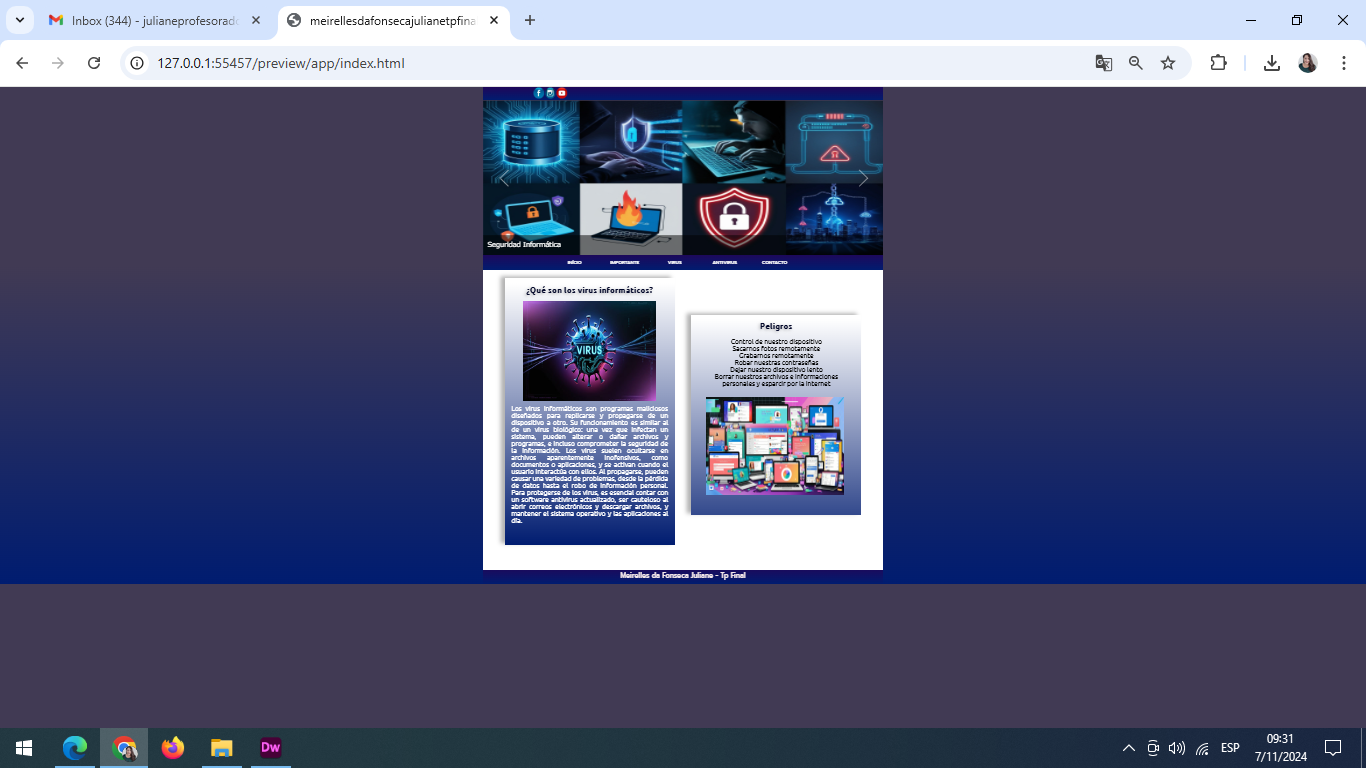 Inbox (344) - julianeprofesorado
meirellesdafonsecajulianetpfina
127.0.0.1:55457/preview/app/index.html
Seguridad Informática
INÍCIO IMPORTANTE VIRUS ANTIVIRUS CONTACTO
¿Qué son los virus informáticos?
VIRUS
Los virus informáticos son programas maliciosos
diseñados para replicarse y propagarse de un
dispositivo a otro. Su funcionamiento es similar al
de un virus biológico: una vez que infectan un
sistema, pueden alterar o dañar archivos y
programas, e incluso comprometer la seguridad de
la información. Los virus suelen ocultarse en
archivos aparentemente inofensivos, como
documentos o aplicaciones, y se activan cuando el
usuario interactúa con ellos. Al propagarse, pueden
causar una variedad de problemas, desde la pérdida
de datos hasta el robo de información personal.
Para protegerse de los virus, es esencial contar con
un software antivirus actualizado, ser cauteloso al
abrir correos electrónicos y descargar archivos, y
mantener el sistema operativo y las aplicaciones al
día.
Peligros
Control de nuestro dispositivo
Sacarnos fotos remotamente
Grabarnos remotamente
Robar nuestras contraseñas
Dejar nuestro dispositivo lento
Borrar nuestros archivos e informaciones
personales y esparcir por la internet
Meirelles da Fonseca Juliane - Tp Final
Dw
ESP
09:31
7/11/2024